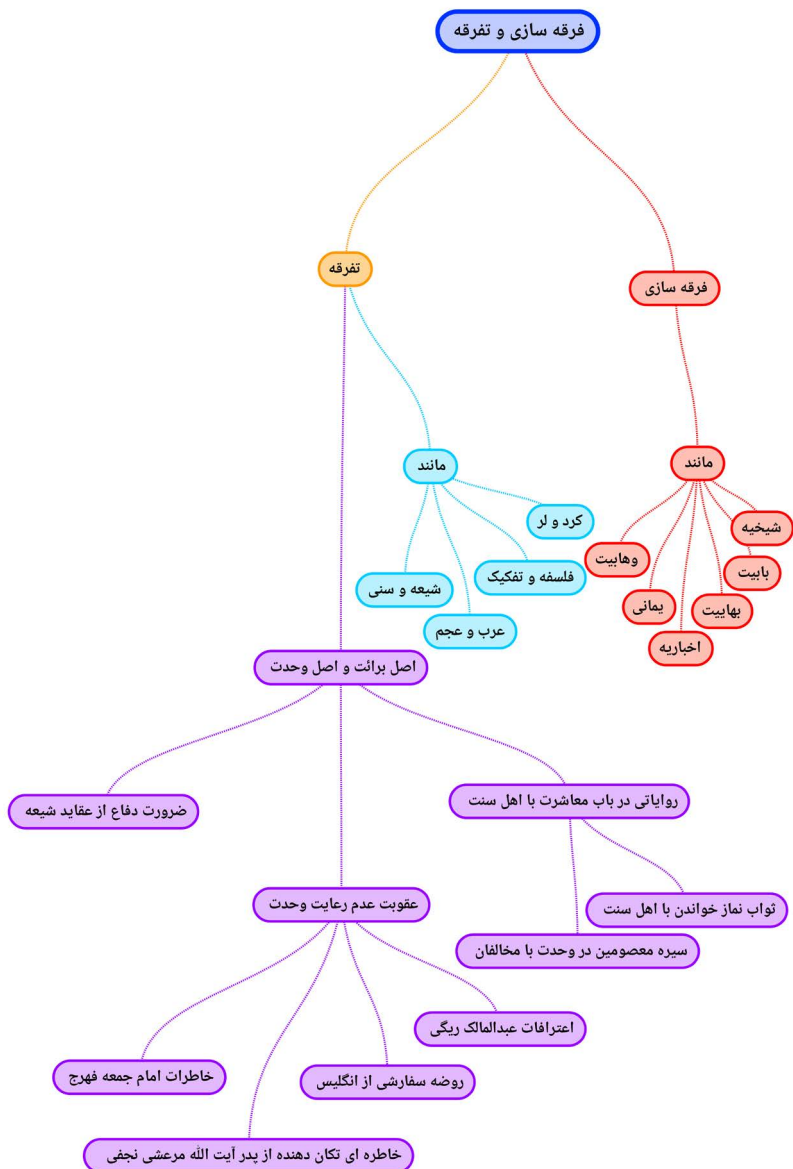 فرقه سازی و تفرقه
تفرقه
فرقه سازی
مانند
مانند
کرد و لر
شیخیه
وهابیت
بابیت
فلسفه و تفکیک
شیعه و سنی
یمانی
بهاییت
عرب و عجم
اخباریه
اصل برائت و اصل وحدت
روایاتی در باب معاشرت با اهل سنت
ضرورت دفاع از عقاید شیعه
عقوبت عدم رعایت وحدت
ثواب نماز خواندن با اهل سنت
سیره معصومین در وحدت با مخالفان
اعترافات عبدالمالک ریگی
خاطرات امام جمعه فهرج
روضه سفارشی از انگلیس
خاطره ای تکان دهنده از پدر آیت الله مرعشی نجفی